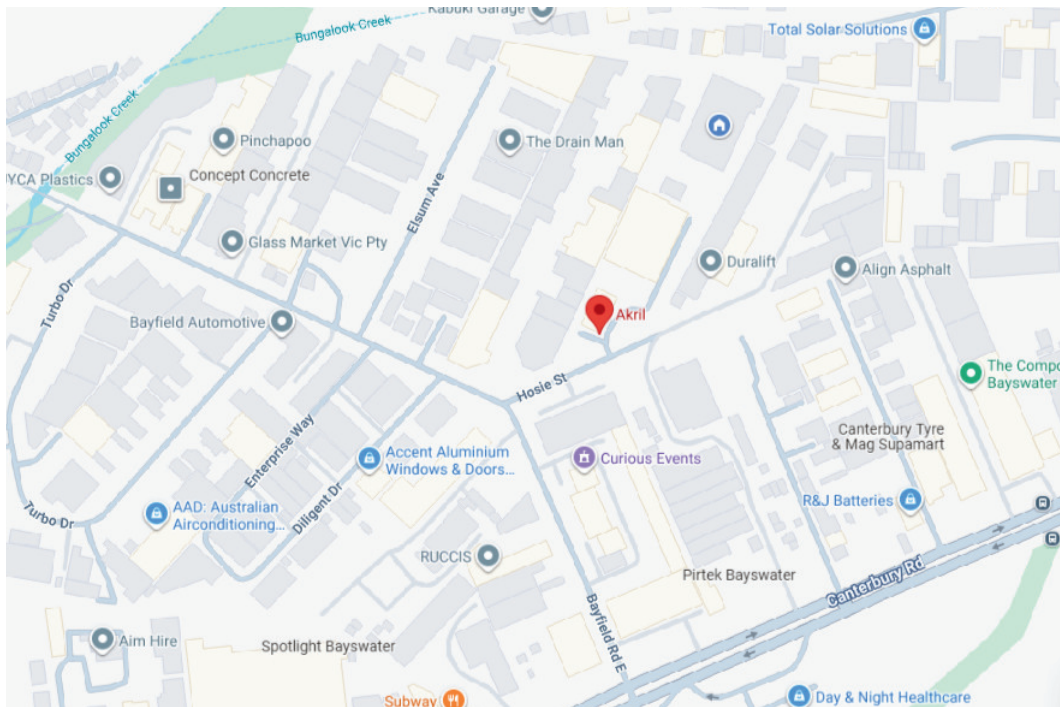 Kabuki Garage
Bungalook Creek
Total Solar Solutions
Bungalook Creek
Pinchapoo
The Drain Man
YCA Plastics
Concept Concrete
Elsum Ave
Glass Market Vic Pty
Duralift
Align Asphalt
Turbo Dr
Bayfield Automotive
Akril
The Compo
Bayswater
Hosie St
Enterprise Way
Accent Aluminium
Windows & Doors...
Curious Events
Canterbury Tyre
& Mag Supamart
Turbo Dr
AAD: Australian
Airconditioning...
Diligent Dr
R&J Batteries
RUCCIS
Pirtek Bayswater
Canterbury Rd
Bayfield Rd E
Aim Hire
Spotlight Bayswater
Subway
Day & Night Healthcare